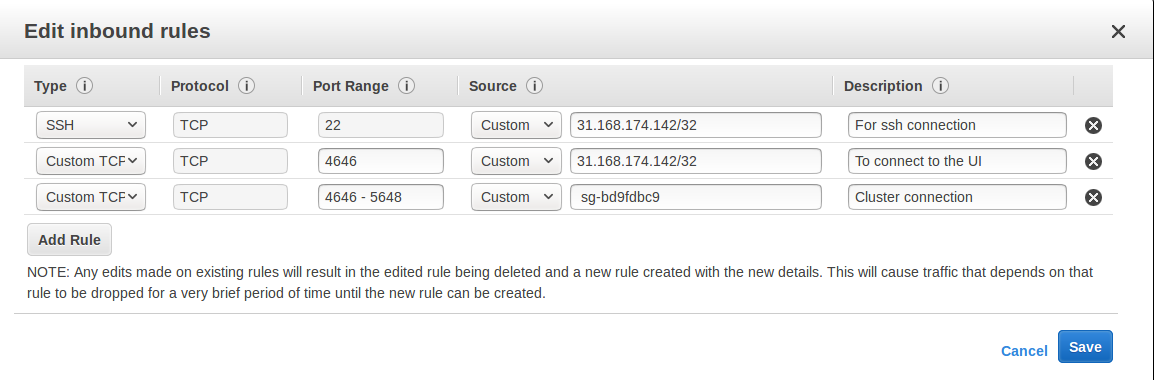 Edit inbound rules
Type Protocol Port Range Source Description
SSH TCP 22 Custom 31.168.174.142/32 For ssh connection
Custom TCF TCP 4646 Custom 31.168.174.142/32 To connect to the UI
Custom TCF TCP 4646 - 5648 Custom sg-bd9fdbc9 Cluster connection
Add Rule
NOTE: Any edits made on existing rules will result in the edited rule being deleted and a new rule created with the new details. This will cause traffic that depends on that
rule to be dropped for a very brief period of time until the new rule can be created.
Cancel Save